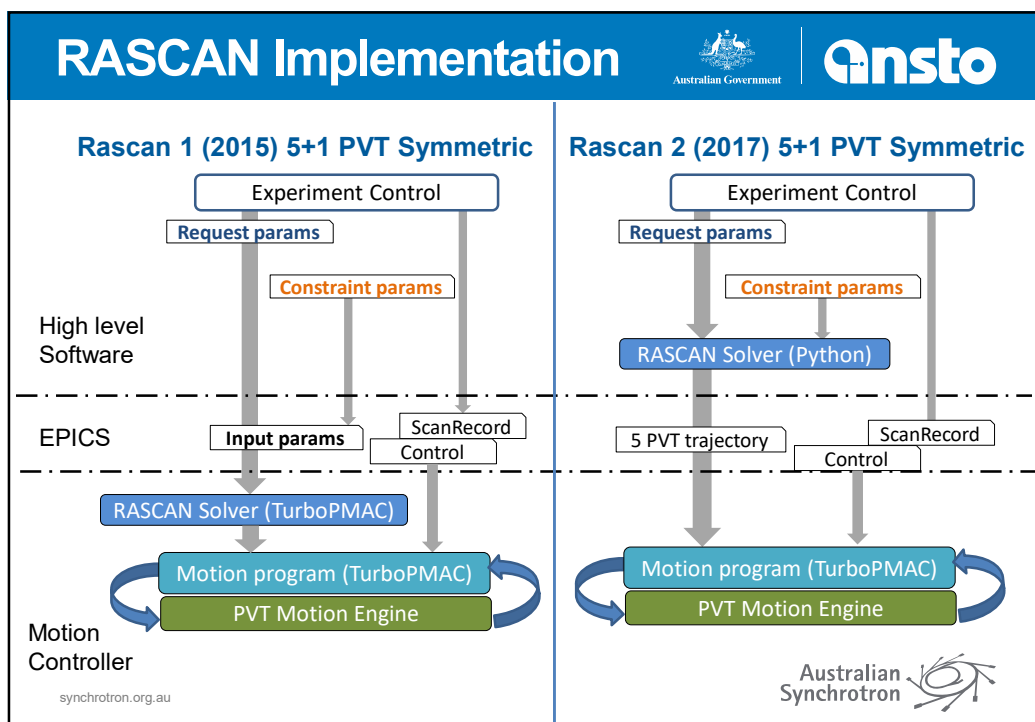 RASCAN Implementation
Australian Government
ansto
Rascan 1 (2015) 5+1 PVT Symmetric
Experiment Control
Request params
Constraint params
High level
Software
EPICS
Input params
ScanRecord
Control
RASCAN Solver (TurboPMAC)
Motion program (TurboPMAC)
PVT Motion Engine
Motion
Controller
synchrotron.org.au
Rascan 2 (2017) 5+1 PVT Symmetric
Experiment Control
Request params
Constraint params
RASCAN Solver (Python)
5 PVT trajectory
ScanRecord
Control
Motion program (TurboPMAC)
PVT Motion Engine
Australian
Synchrotron